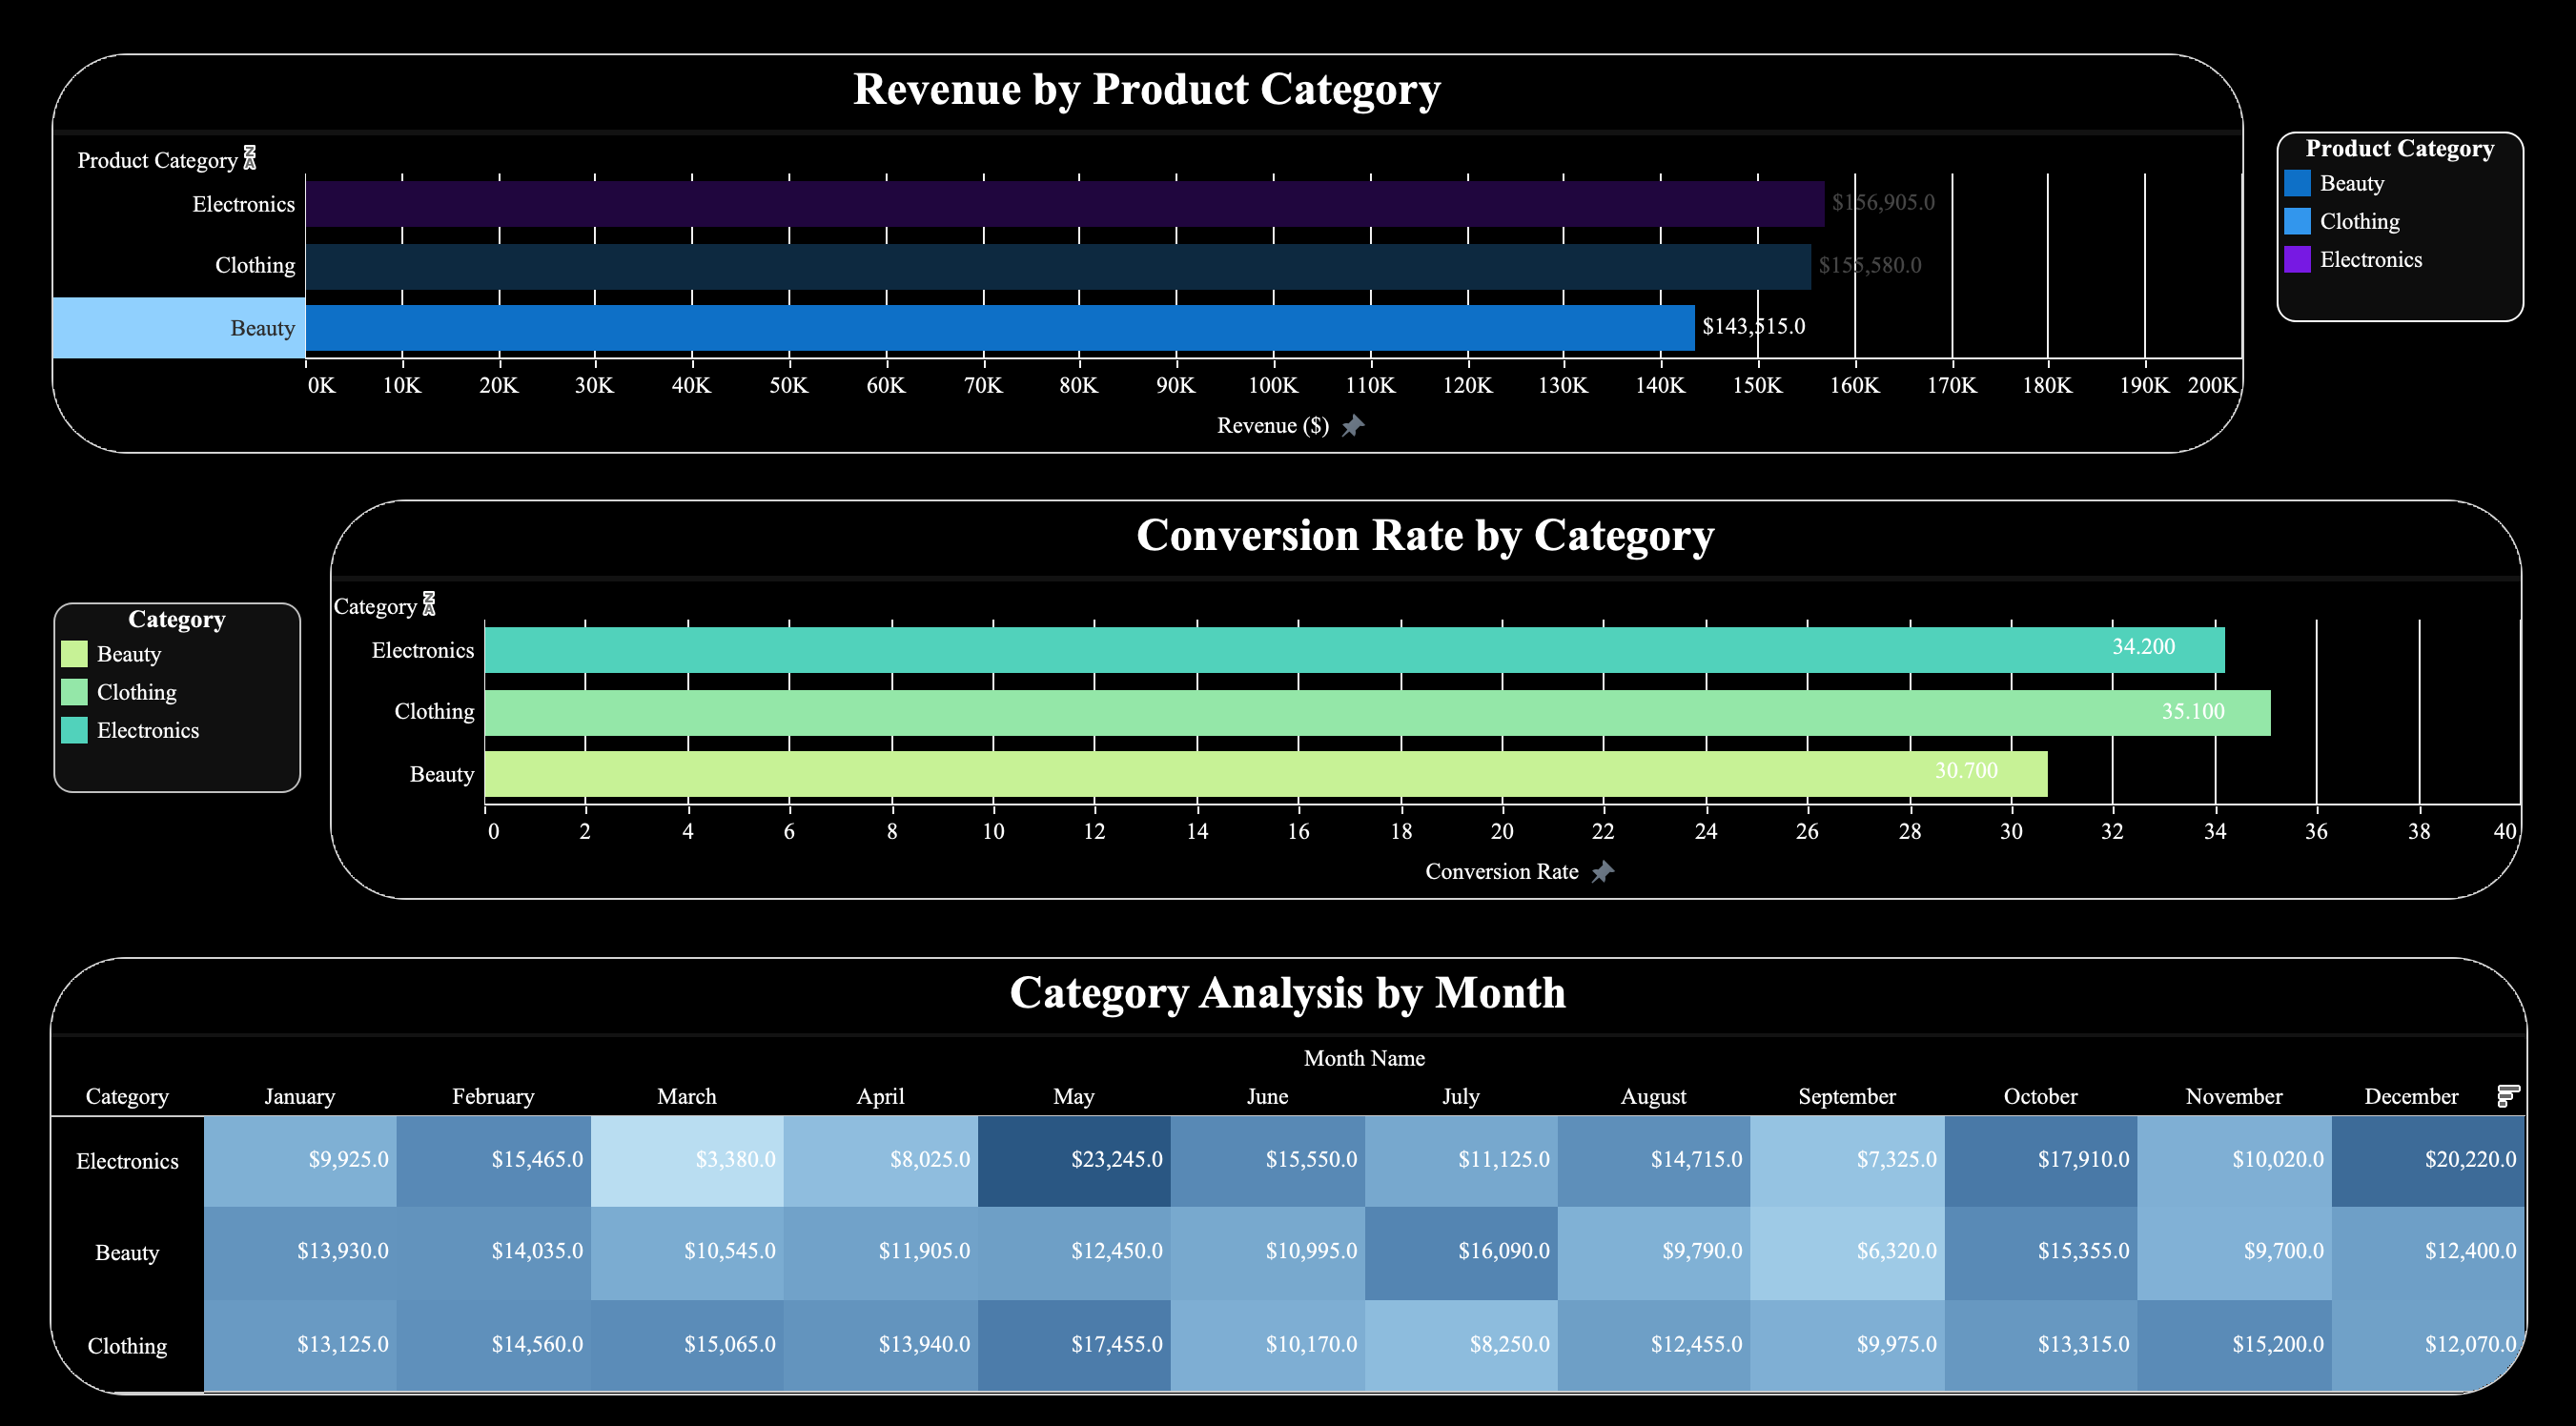 Revenue by Product Category
Product Category
Electronics $156,905.0
Clothing $155,580.0
Beauty $143,515.0
0K 10K 20K 30K 40K 50K 60K 70K 80K 90K 100K 110K 120K 130K 140K 150K 160K 170K 180K 190K 200K
Revenue ($)
Product Category
Beauty
Clothing
Electronics
Conversion Rate by Category
Category
Beauty
Clothing
Electronics
Category
Electronics 34.200
Clothing 35.100
Beauty 30.700
0 2 4 6 8 10 12 14 16 18 20 22 24 26 28 30 32 34 36 38 40
Conversion Rate
Category Analysis by Month
Month Name
Category January February March April May June July August September October November December
Electronics $9,925.0 $15,465.0 $3,380.0 $8,025.0 $23,245.0 $15,550.0 $11,125.0 $14,715.0 $7,325.0 $17,910.0 $10,020.0 $20,220.0
Beauty $13,930.0 $14,035.0 $10,545.0 $11,905.0 $12,450.0 $10,995.0 $16,090.0 $9,790.0 $6,320.0 $15,355.0 $9,700.0 $12,400.0
Clothing $13,125.0 $14,560.0 $15,065.0 $13,940.0 $17,455.0 $10,170.0 $8,250.0 $12,455.0 $9,975.0 $13,315.0 $15,200.0 $12,070.0